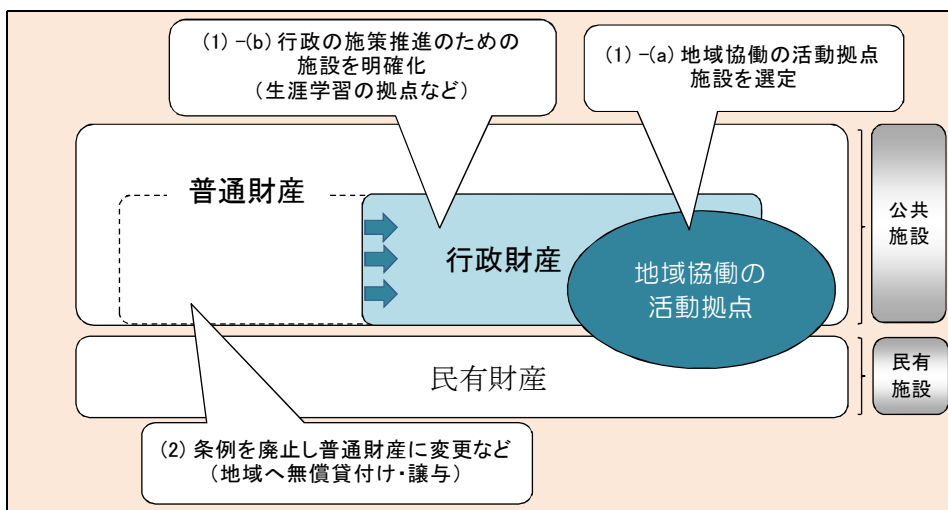 (1) -(b) 行政の施策推進のための
施設を明確化
(生涯学習の拠点など)
(1) -(a) 地域協働の活動拠点
施設を選定
普通財産
行政財産
地域協働の
活動拠点
公共
施設
民有財産
民有
施設
(2) 条例を廃止し普通財産に変更など
(地域へ無償貸付け・譲与)